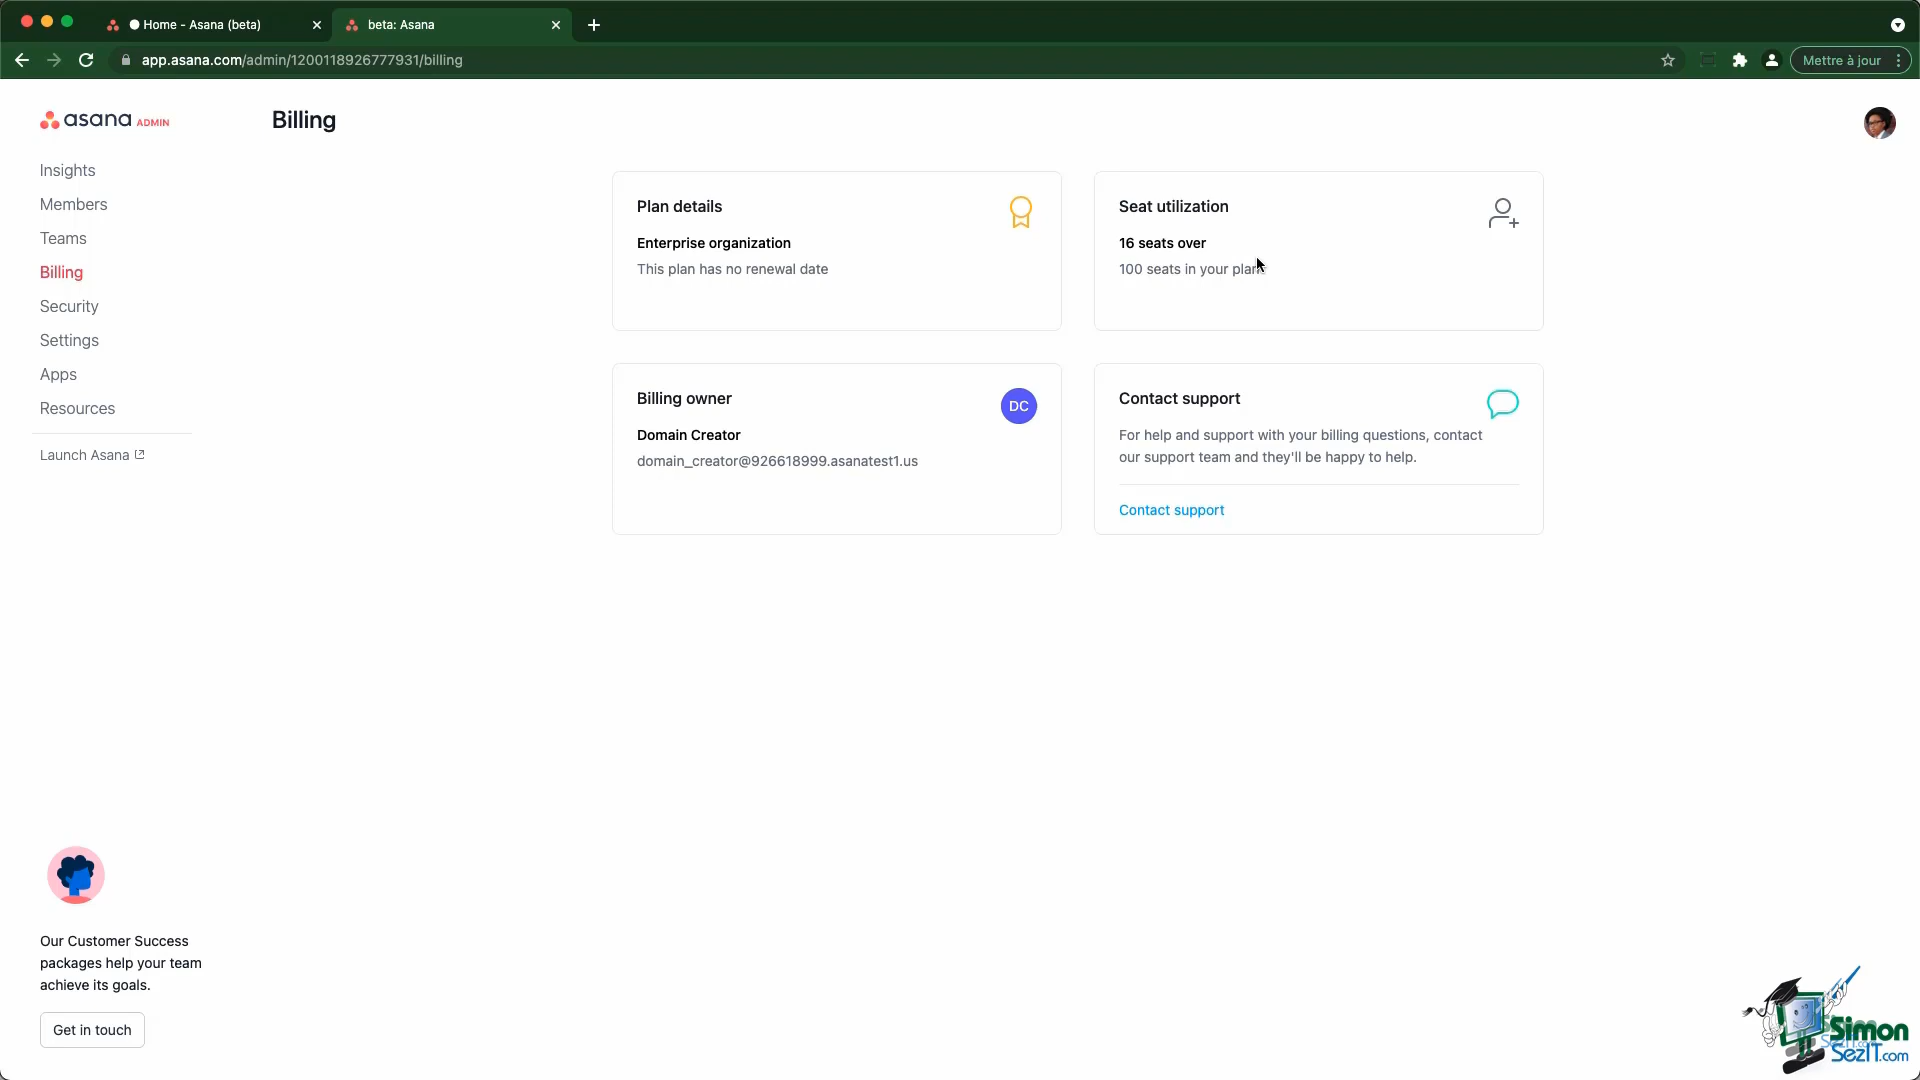 Home - Asana (beta)
beta: Asana
app.asana.com/admin/1200118926777931/billing
Mettre à jour
asana ADMIN
Billing
Insights
Members
Teams
Billing
Security
Settings
Apps
Resources
Launch Asana
Plan details
Enterprise organization
This plan has no renewal date
Seat utilization
16 seats over
100 seats in your plan
Billing owner
DC
Domain Creator
domain_creator@926618999.asanatest1.us
Contact support
For help and support with your billing questions, contact
our support team and they'll be happy to help.
Contact support
Our Customer Success
packages help your team
achieve its goals.
Get in touch
Simon
SezIT.com